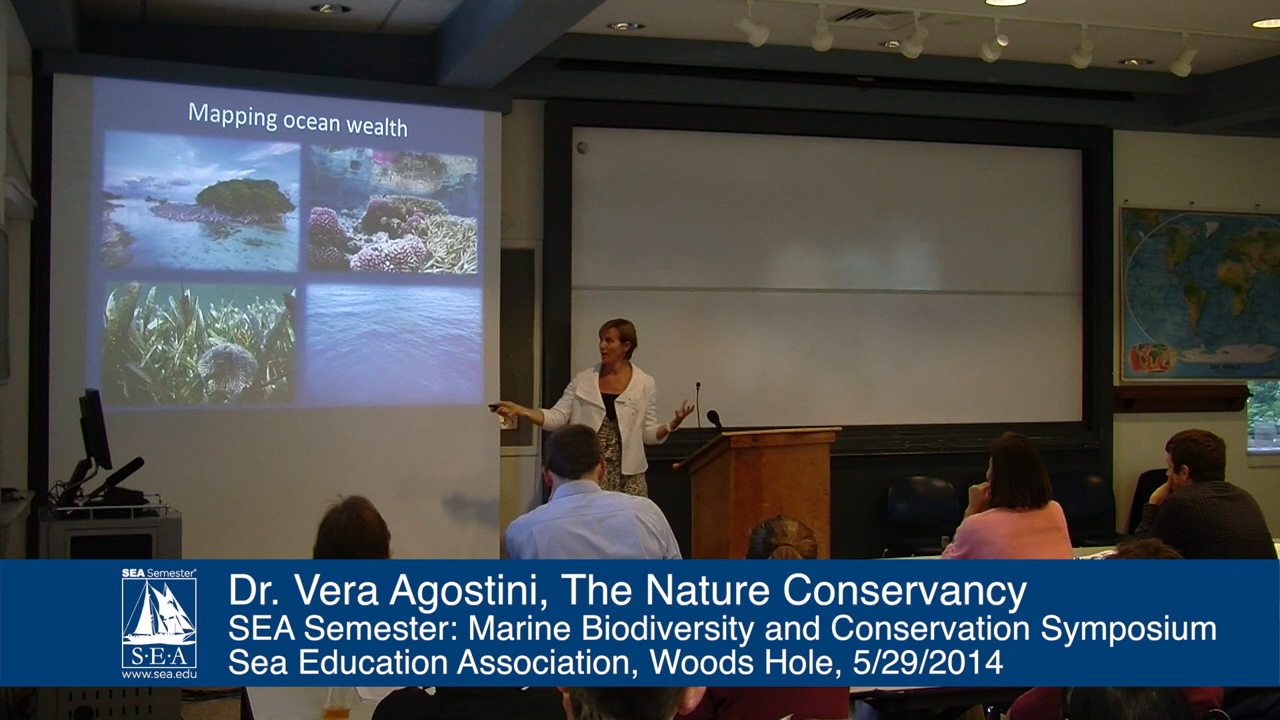 Mapping ocean wealth
SEA Semester®
S·E·A
www.sea.edu
Dr. Vera Agostini, The Nature Conservancy
SEA Semester: Marine Biodiversity and Conservation Symposium
Sea Education Association, Woods Hole, 5/29/2014